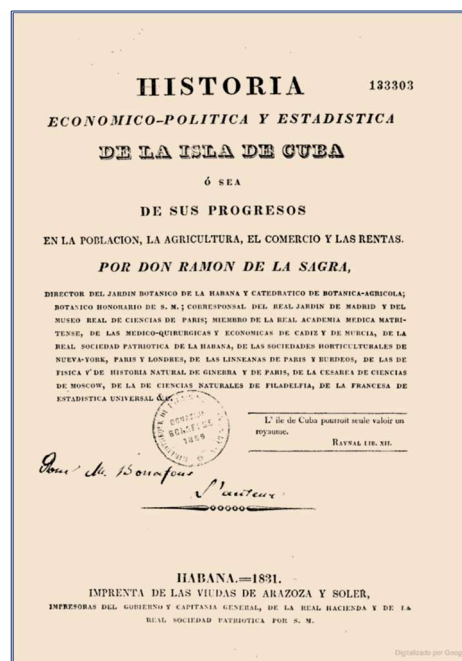 HISTORIA
133303
ECONOMICO-POLITICA Y ESTADISTICA
DE LA ISLA DE CUBA
Ó SEA
DE SUS PROGRESOS
EN LA POBLACION, LA AGRICULTURA, EL COMERCIO Y LAS RENTAS.
POR DON RAMON DE LA SAGRA,
DIRECTOR DEL JARDIN BOTANICO DE LA HABANA Y CATEDRATICO DE BOTANICA-AGRICOLA;
BOTANICO HONORARIO DE S. M.; CORRESPONSAL DEL REAL JARDIN DE MADRID Y DEL
MUSEO REAL DE CIENCIAS DE PARIS; MIEMBRO DE LA REAL ACADEMIA MEDICA MATRI-
TENSE, DE LAS MEDICO-QUIRURGICAS Y ECONOMICAS DE CADIZ Y DE MURCIA, DE LA
REAL SOCIEDAD PATRIOTICA DE LA HABANA, DE LAS SOCIEDADES HORTICULTURALES DE
NUEVA-YORK, PARIS Y LONDRES, DE LAS LINNEANAS DE PARIS Y BURDEOS, DE LAS DE
FISICA Y DE HISTORIA NATURAL DE GINEBRA Y DE PARIS, DE LA CESAREA DE CIENCIAS
DE MOSCOW, DE LA DE CIENCIAS NATURALES DE FILADELFIA, DE LA FRANCESA DE
ESTADISTICA UNIVERSAL &c.
L' ile de Cuba pourroit seule valoir un
royaume.
RAYNAL LIB. XII.
BONAFOUS
1859
Pour Mr. Bonafous
L'auteur
HABANA.=1831.
IMPRENTA DE LAS VIUDAS DE ARAZOZA Y SOLER,
IMPRESORAS DEL GOBIERNO Y CAPITANIA GENERAL, DE LA REAL HACIENDA Y DE LA
REAL SOCIEDAD PATRIOTICA POR S. M.
Digitalizado por Goog